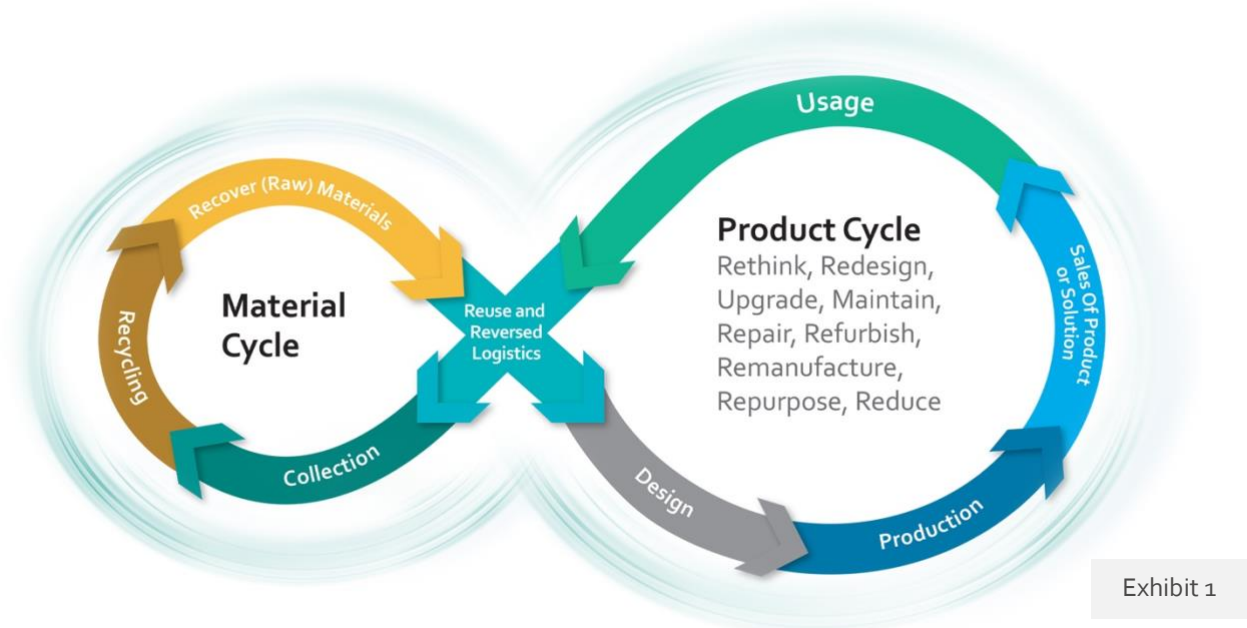 Usage
Recover (Raw) Materials
Product Cycle
Rethink, Redesign,
Upgrade, Maintain,
Repair, Refurbish,
Remanufacture,
Repurpose, Reduce
Sales Of Product
or Solution
Material
Cycle
Reuse and
Reversed
Logistics
Recycling
Collection
Design
Production
Exhibit 1